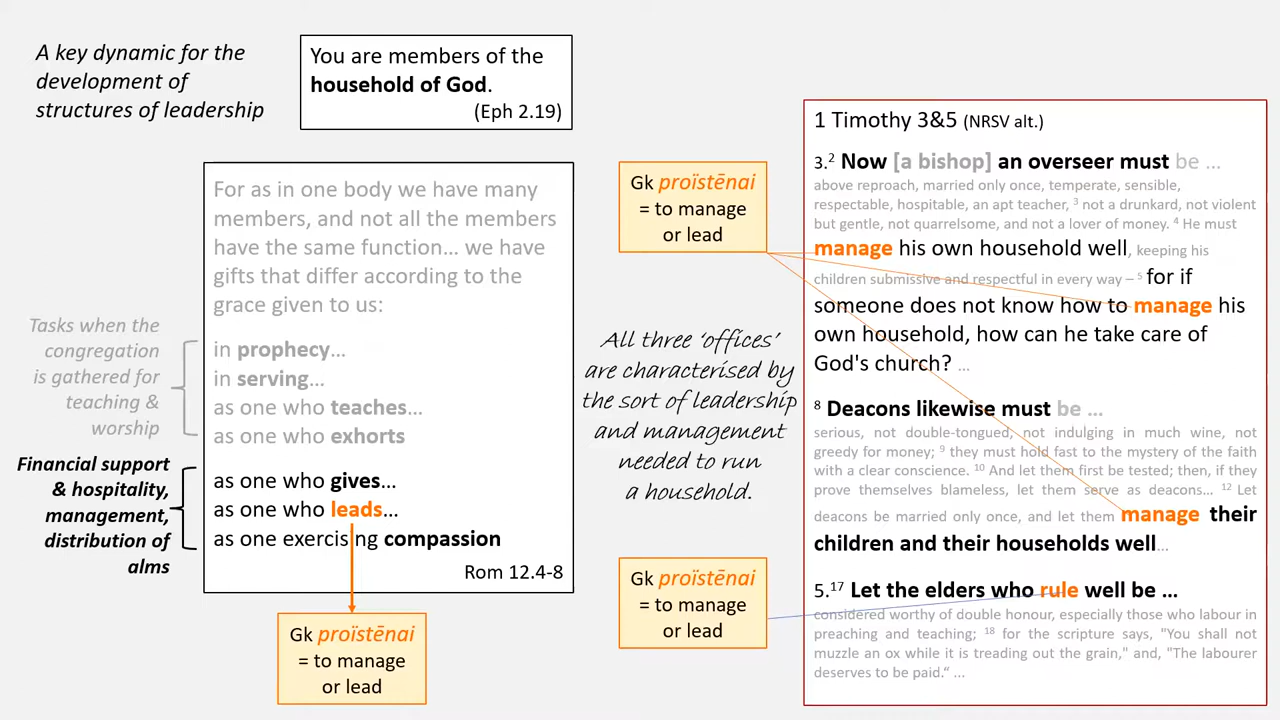 A key dynamic for the
development of
structures of leadership
You are members of the
household of God.
(Eph 2.19)
For as in one body we have many
members, and not all the members
have the same function... we have
gifts that differ according to the
grace given to us:
in prophecy...
in serving...
as one who teaches...
as one who exhorts
as one who gives...
as one who leads...
as one exercising compassion
Rom 12.4-8
Tasks when the
congregation
is gathered for
teaching &
worship
Financial support
& hospitality,
management,
distribution of
alms
Gk proïstēnai
= to manage
or lead
Gk proïstēnai
= to manage
or lead
All three ‘offices’
are characterised by
the sort of leadership
and management
needed to run
a household.
Gk proïstēnai
= to manage
or lead
1 Timothy 3&5 (NRSV alt.)
3.² Now [a bishop] an overseer must be ...
above reproach, married only once, temperate, sensible,
respectable, hospitable, an apt teacher, ³ not a drunkard, not violent
but gentle, not quarrelsome, and not a lover of money. ⁴ He must
manage his own household well, keeping his
children submissive and respectful in every way – ⁵ for if
someone does not know how to manage his
own household, how can he take care of
God's church? ...
⁸ Deacons likewise must be ...
serious, not double-tongued, not indulging in much wine, not
greedy for money; ⁹ they must hold fast to the mystery of the faith
with a clear conscience. ¹⁰ And let them first be tested; then, if they
prove themselves blameless, let them serve as deacons... ¹² Let
deacons be married only once, and let them manage their
children and their households well...
5.¹⁷ Let the elders who rule well be ...
considered worthy of double honour, especially those who labour in
preaching and teaching; ¹⁸ for the scripture says, "You shall not
muzzle an ox while it is treading out the grain," and, "The labourer
deserves to be paid.“ ...